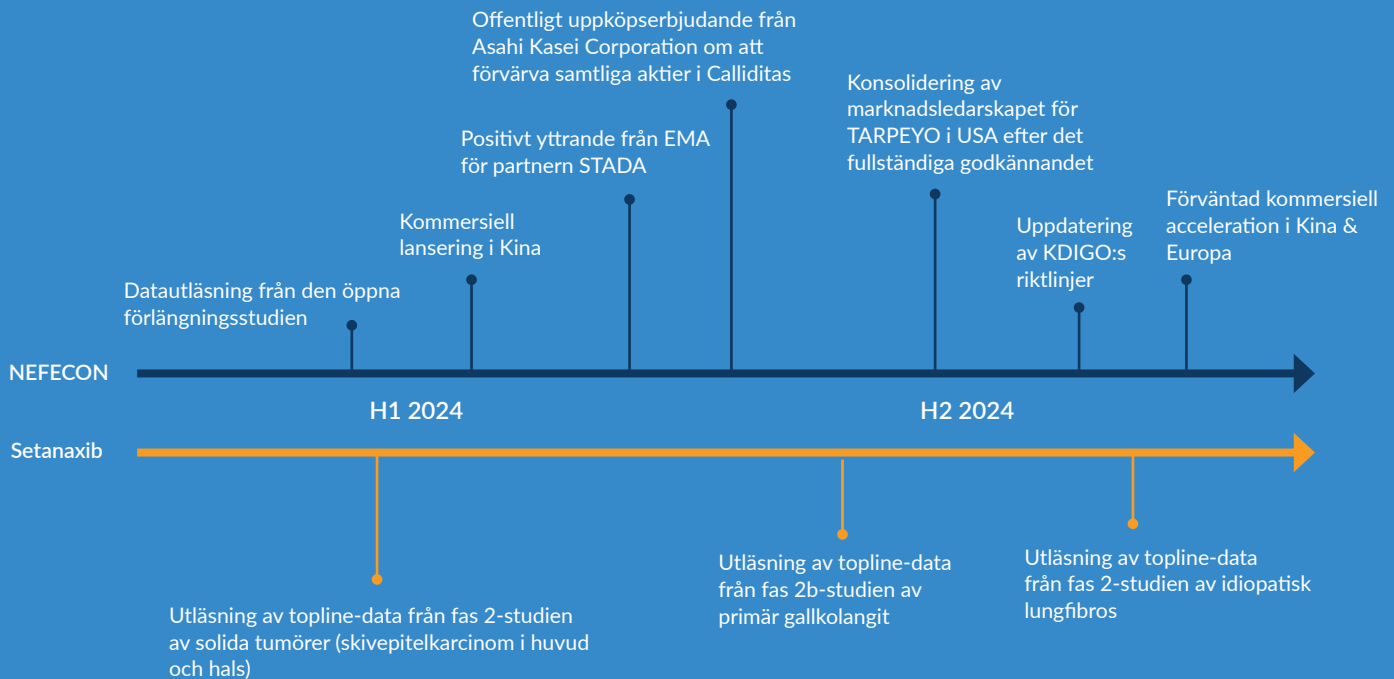 Offentligt uppköpserbjudande från
Asahi Kasei Corporation om att
förvärva samtliga aktier i Calliditas
Konsolidering av
marknadsledarskapet för
TARPEYO i USA efter det
fullständiga godkännandet
Positivt yttrande från EMA
för partnern STADA
Förväntad kommersiell
acceleration i Kina &
Europa
Kommersiell
lansering i Kina
Uppdatering
av KDIGO:s
riktlinjer
Datautläsning från den öppna
förlängningsstudien
NEFECON
H1 2024
H2 2024
Setanaxib
Utläsning av topline-data från fas 2-studien
av solida tumörer (skivepitelkarcinom i huvud
och hals)
Utläsning av topline-data
från fas 2b-studien av
primär gallkolangit
Utläsning av topline-data
från fas 2-studien av idiopatisk
lungfibros